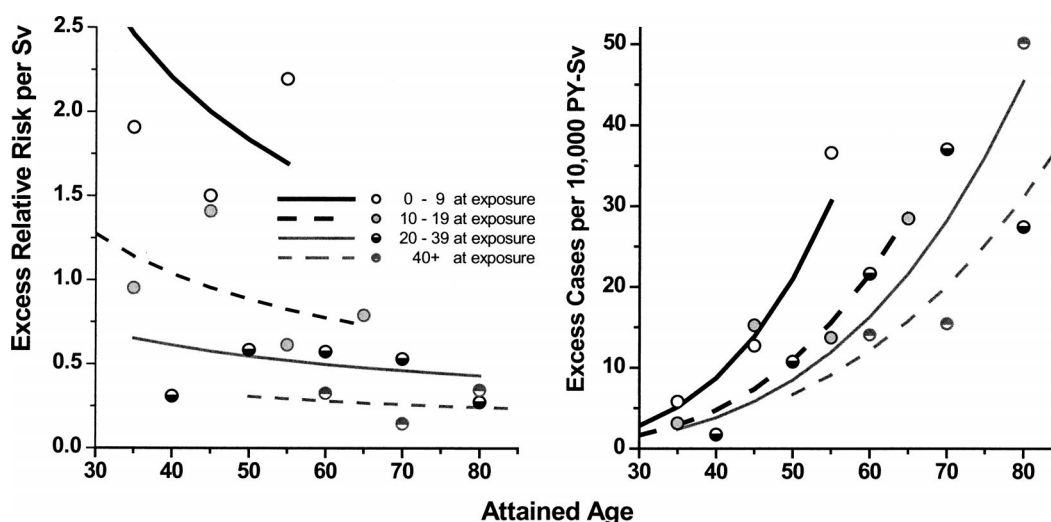 Excess Relative Risk per Sv
2.5
2.0
1.5
1.0
0.5
0.0
30 40 50 60 70 80
0 - 9 at exposure
10 - 19 at exposure
20 - 39 at exposure
40+ at exposure
Excess Cases per 10,000 PY-Sv
50
40
30
20
10
0
30 40 50 60 70 80
Attained Age